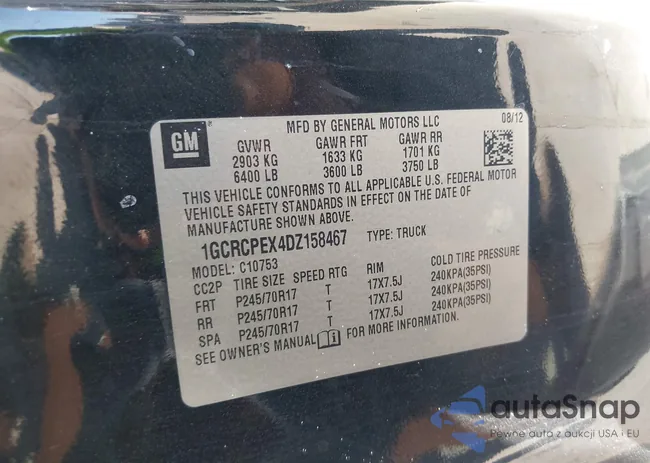 GM
MFD BY GENERAL MOTORS LLC
08/12
GVWR GAWR FRT GAWR RR
2903 KG 1633 KG 1701 KG
6400 LB 3600 LB 3750 LB
THIS VEHICLE CONFORMS TO ALL APPLICABLE U.S. FEDERAL MOTOR
VEHICLE SAFETY STANDARDS IN EFFECT ON THE DATE OF
MANUFACTURE SHOWN ABOVE.
1GCRCPEX4DZ158467 TYPE: TRUCK
MODEL: C10753
CC2P TIRE SIZE SPEED RTG RIM COLD TIRE PRESSURE
FRT P245/70R17 T 17X7.5J 240KPA(35PSI)
RR P245/70R17 T 17X7.5J 240KPA(35PSI)
SPA P245/70R17 T 17X7.5J 240KPA(35PSI)
SEE OWNER'S MANUAL FOR MORE INFORMATION.
autaSnap
Pewne auta z aukcji USA i EU